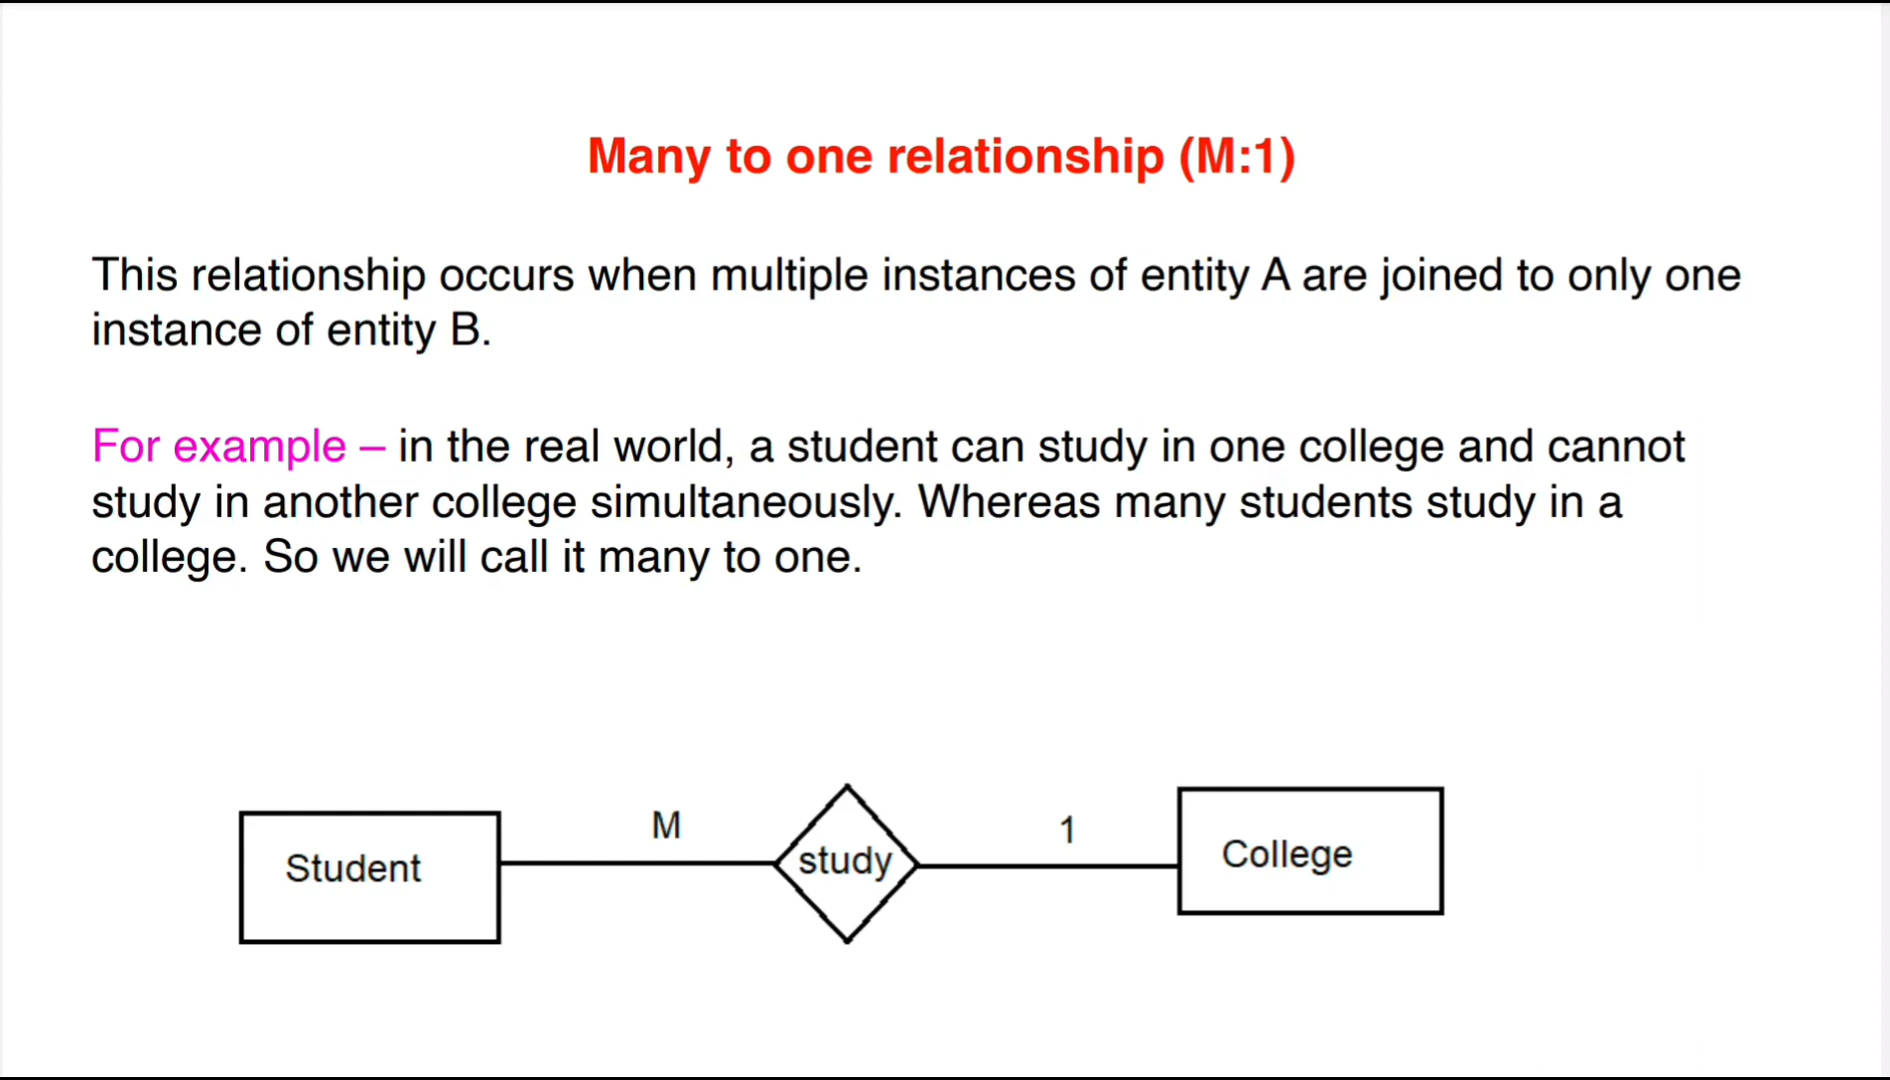 Many to one relationship (M:1)
This relationship occurs when multiple instances of entity A are joined to only one
instance of entity B.
For example – in the real world, a student can study in one college and cannot
study in another college simultaneously. Whereas many students study in a
college. So we will call it many to one.
Student
M
study
1
College